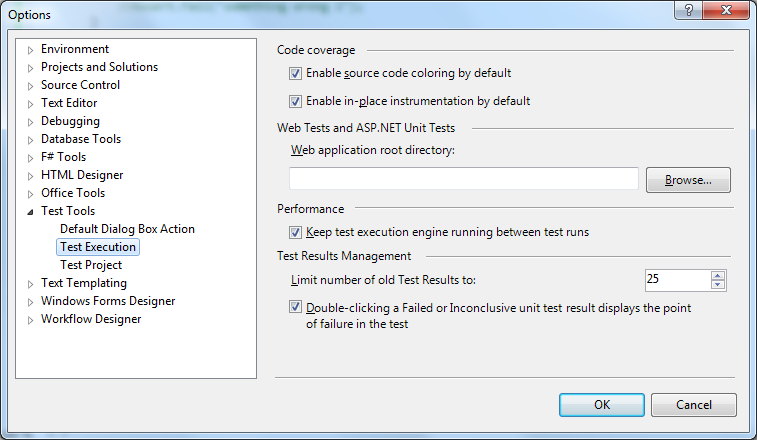 Options
Environment
Projects and Solutions
Source Control
Text Editor
Debugging
Database Tools
F# Tools
HTML Designer
Office Tools
Test Tools
Default Dialog Box Action
Test Execution
Test Project
Text Templating
Windows Forms Designer
Workflow Designer
Code coverage
Enable source code coloring by default
Enable in-place instrumentation by default
Web Tests and ASP.NET Unit Tests
Web application root directory:
Browse...
Performance
Keep test execution engine running between test runs
Test Results Management
Limit number of old Test Results to:
25
Double-clicking a Failed or Inconclusive unit test result displays the point
of failure in the test
OK
Cancel